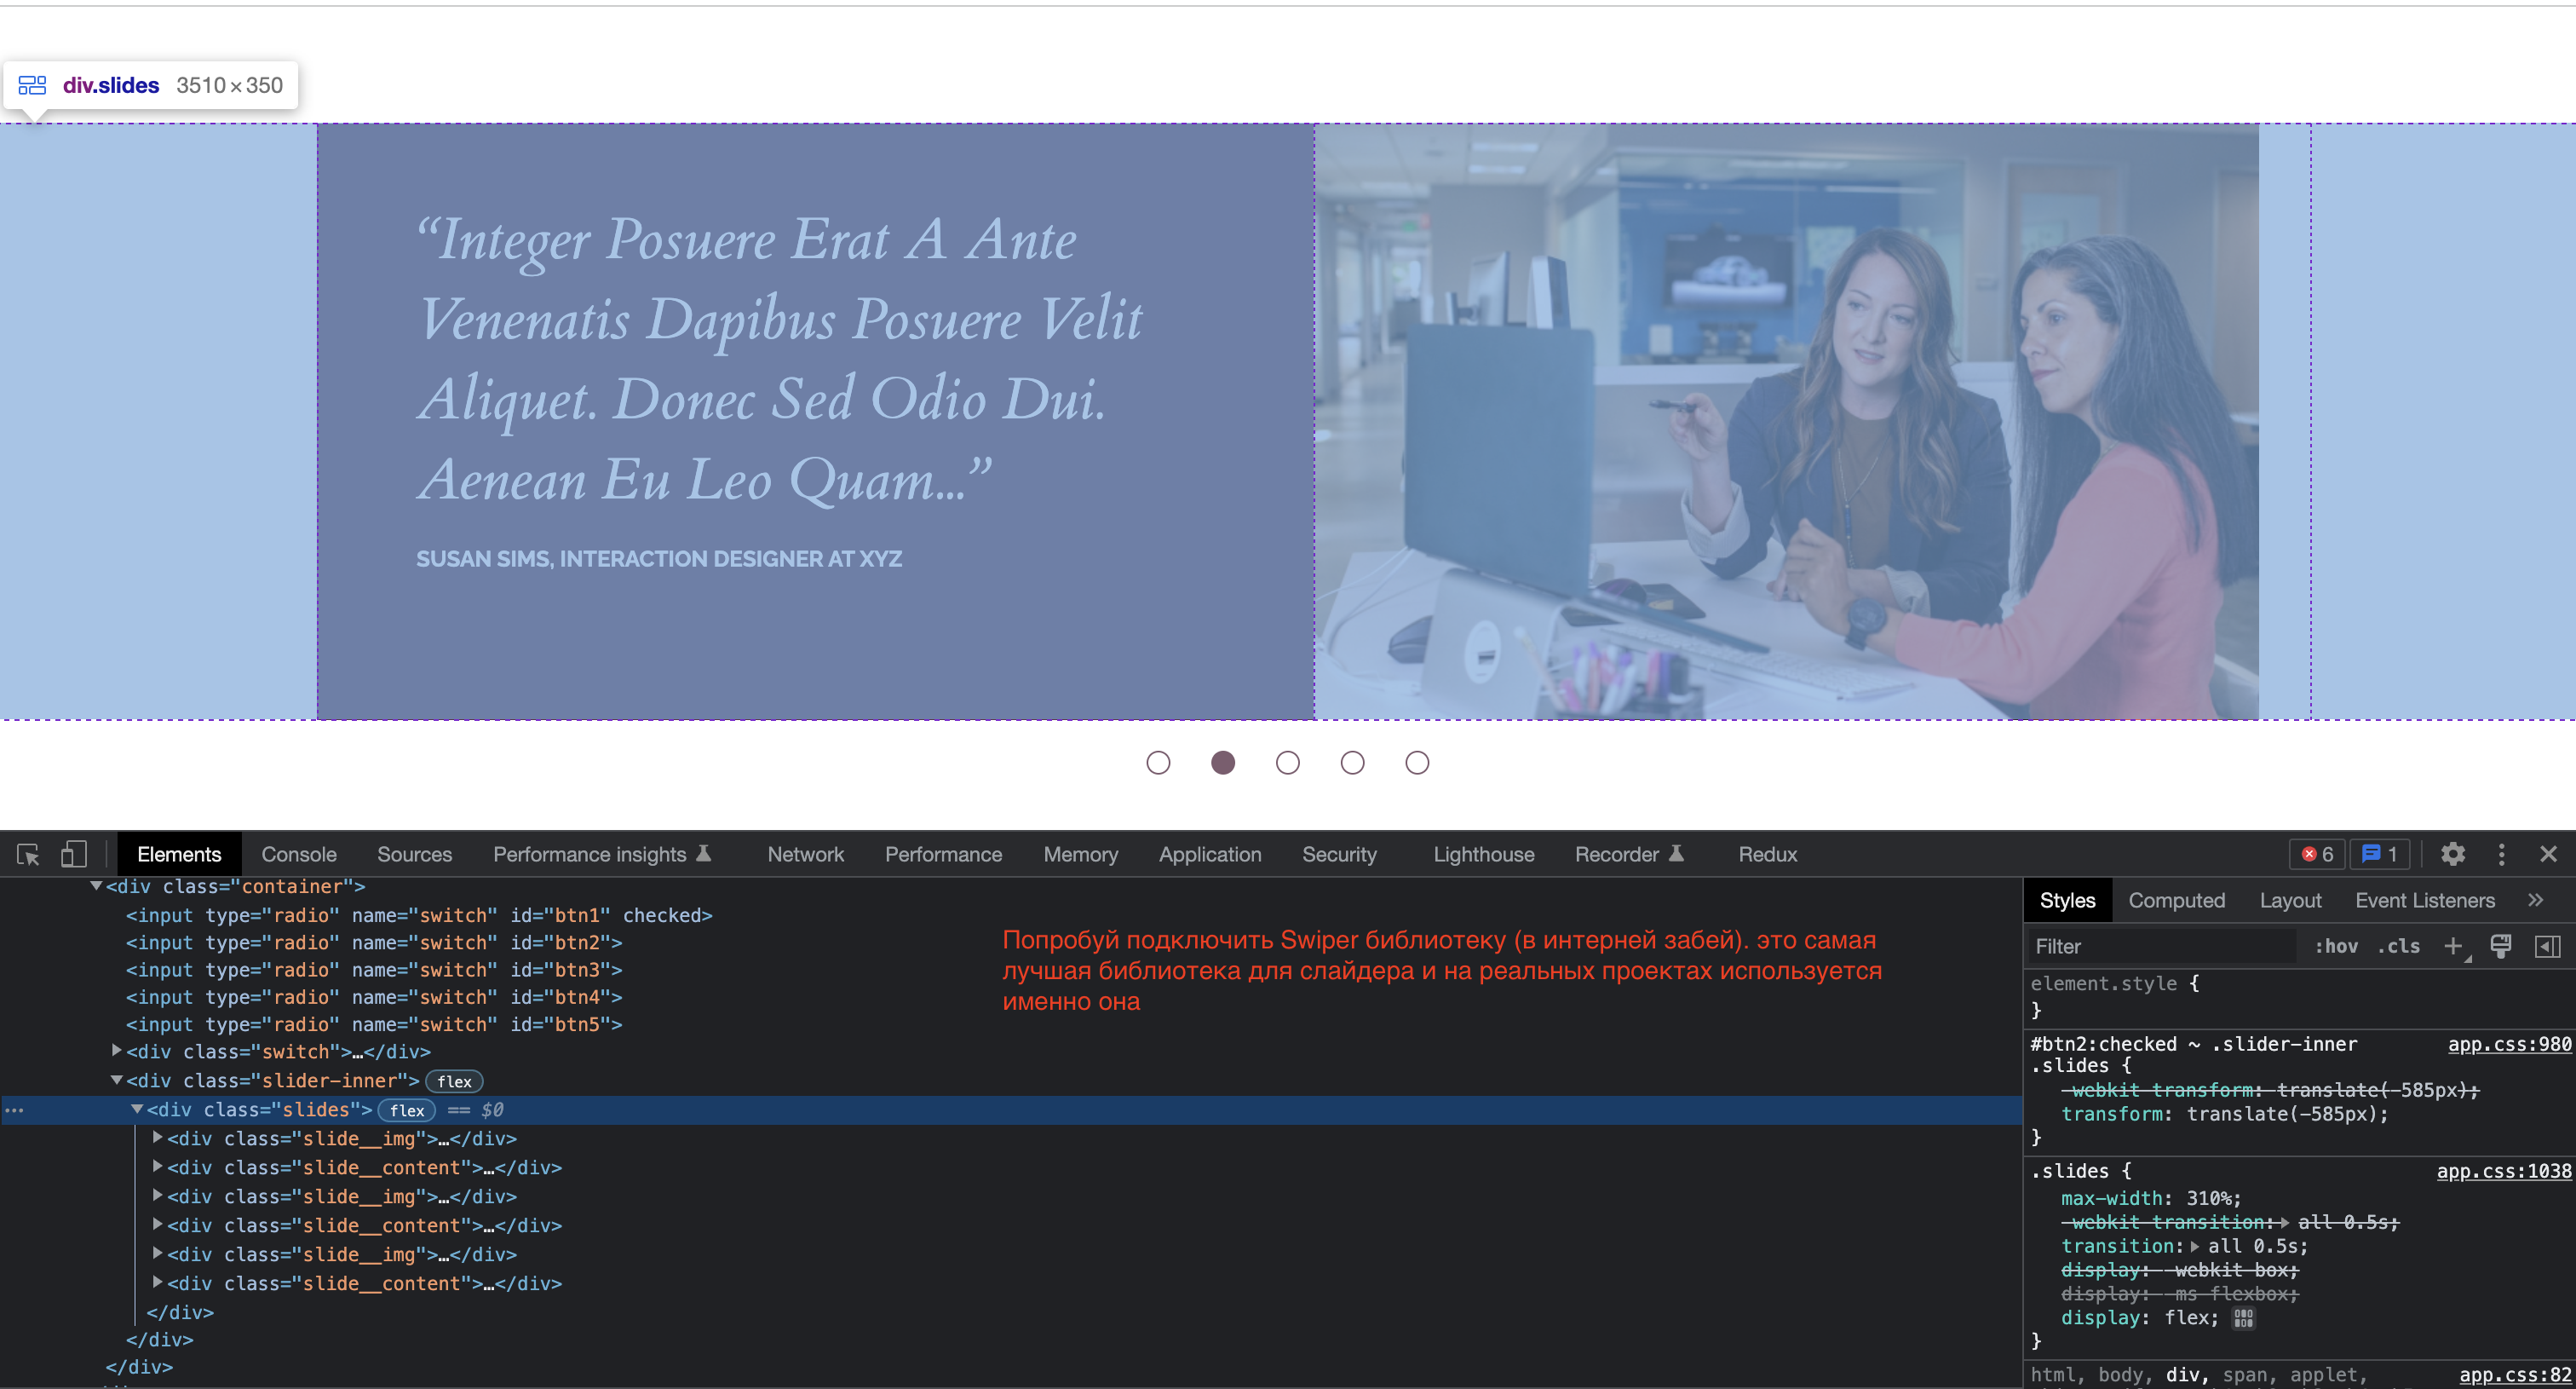 div.slides 3510 × 350
“Integer Posuere Erat A Ante
Venenatis Dapibus Posuere Velit
Aliquet. Donec Sed Odio Dui.
Aenean Eu Leo Quam...”
SUSAN SIMS, INTERACTION DESIGNER AT XYZ
Elements Console Sources Performance insights Network Performance Memory Application Security Lighthouse Recorder Redux 6 1
<div class="container">
<input type="radio" name="switch" id="btn1" checked>
<input type="radio" name="switch" id="btn2">
<input type="radio" name="switch" id="btn3">
<input type="radio" name="switch" id="btn4">
<input type="radio" name="switch" id="btn5">
<div class="switch">…</div>
<div class="slider-inner"> flex
<div class="slides"> flex == $0
<div class="slide__img">…</div>
<div class="slide__content">…</div>
<div class="slide__img">…</div>
<div class="slide__content">…</div>
<div class="slide__img">…</div>
<div class="slide__content">…</div>
</div>
</div>
</div>
Попробуй подключить Swiper библиотеку (в интерней забей). это самая
лучшая библиотека для слайдера и на реальных проектах используется
именно она
Styles Computed Layout Event Listeners »
Filter :hov .cls +
element.style {
}
#btn2:checked ~ .slider-inner app.css:980
.slides {
-webkit-transform: translate(-585px);
transform: translate(-585px);
}
.slides { app.css:1038
max-width: 310%;
-webkit-transition: all 0.5s;
transition: all 0.5s;
display: -webkit-box;
display: -ms-flexbox;
display: flex;
}
html, body, div, span, applet, app.css:82